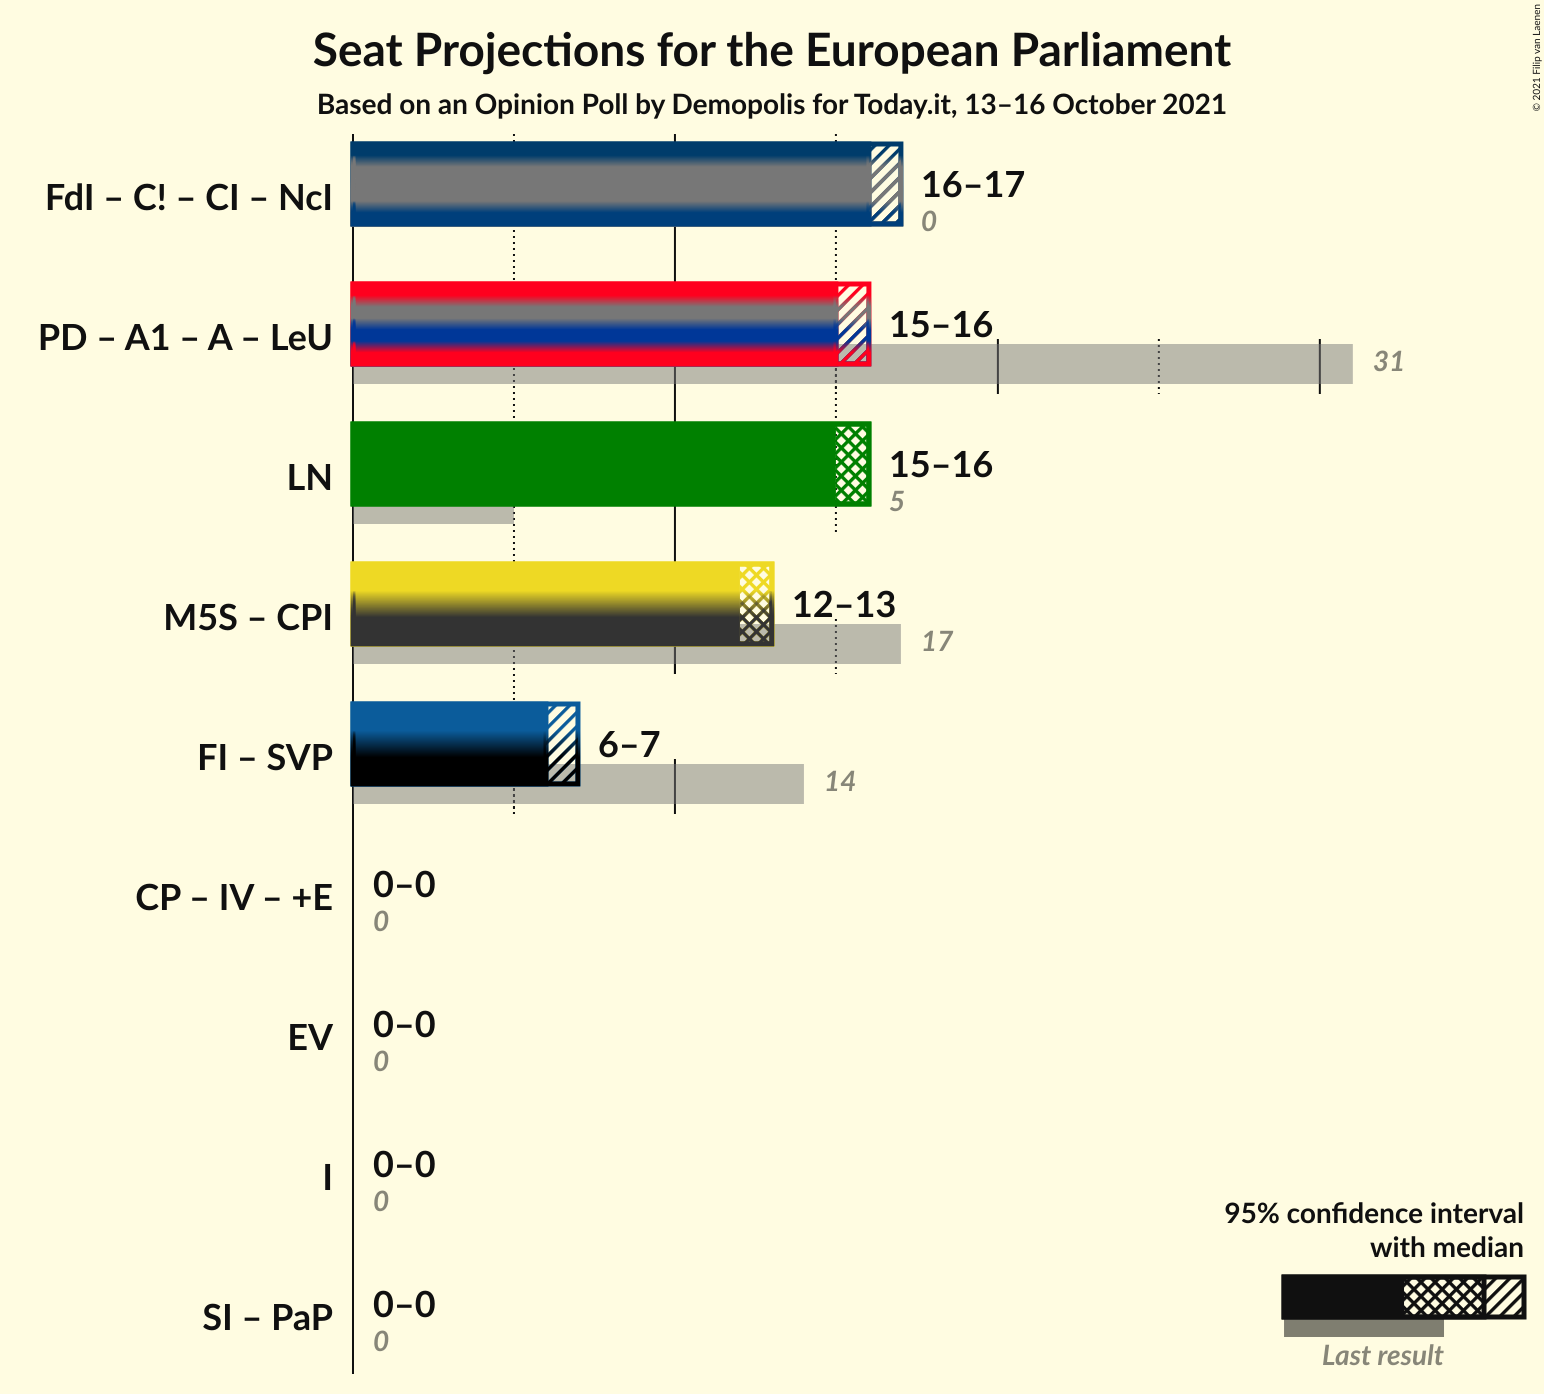 Seat Projections for the European Parliament
Based on an Opinion Poll by Demopolis for Today.it, 13–16 October 2021
© 2021 Filip van Laenen
FdI – C! – CI – NcI
16–17
0
PD – A1 – A – LeU
15–16
31
LN
15–16
5
M5S – CPI
12–13
17
FI – SVP
6–7
14
CP – IV – +E
0–0
0
EV
0–0
0
I
0–0
0
SI – PaP
0–0
0
95% confidence interval
with median
Last result